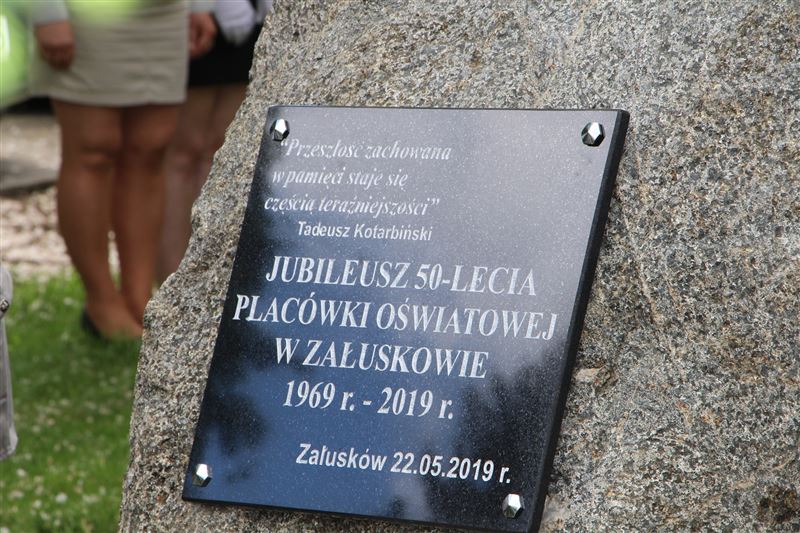 "Przeszłość zachowana
w pamięci staje się
częścia teraźniejszości"
Tadeusz Kotarbiński
JUBILEUSZ 50-LECIA
PLACÓWKI OŚWIATOWEJ
W ZAŁUSKOWIE
1969 r. - 2019 r.
Załusków 22.05.2019 r.